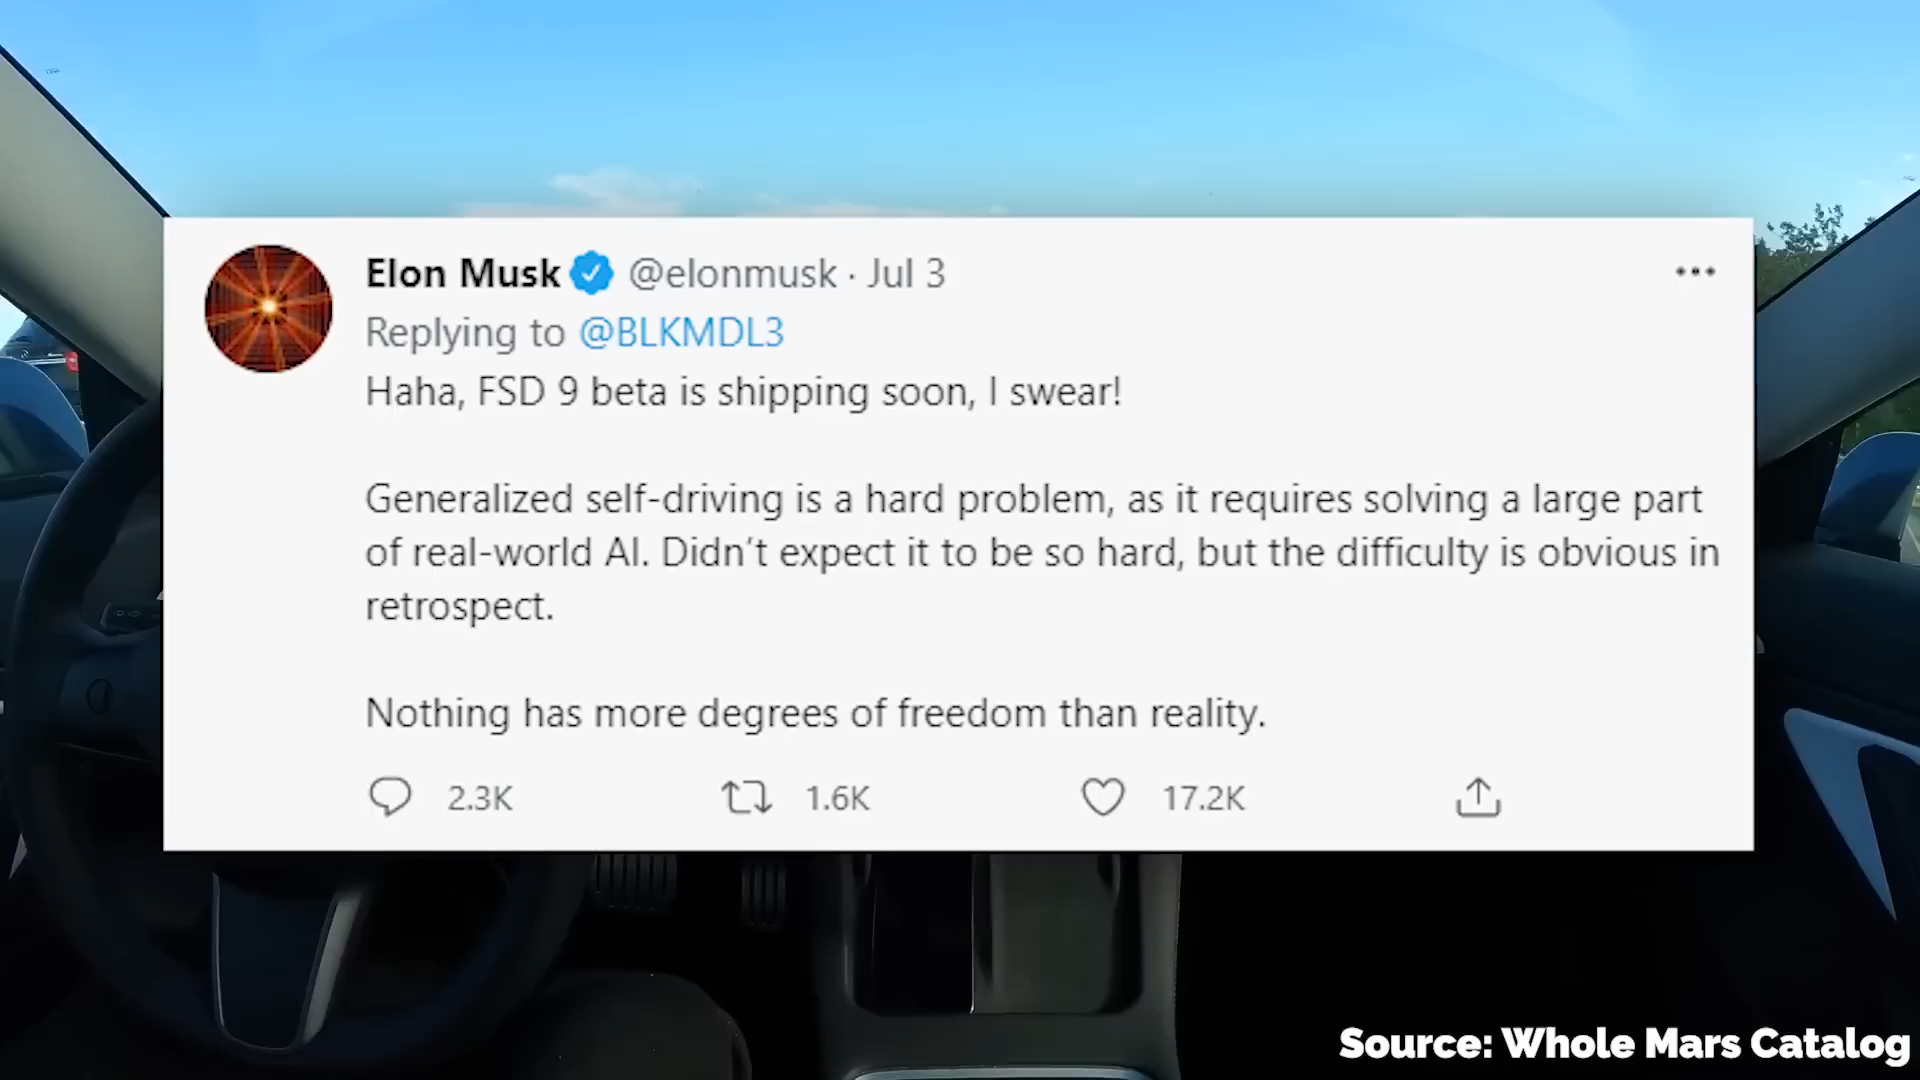 Elon Musk @elonmusk · Jul 3
Replying to @BLKMDL3
Haha, FSD 9 beta is shipping soon, I swear!
Generalized self-driving is a hard problem, as it requires solving a large part
of real-world AI. Didn't expect it to be so hard, but the difficulty is obvious in
retrospect.
Nothing has more degrees of freedom than reality.
2.3K 1.6K 17.2K
Source: Whole Mars Catalog